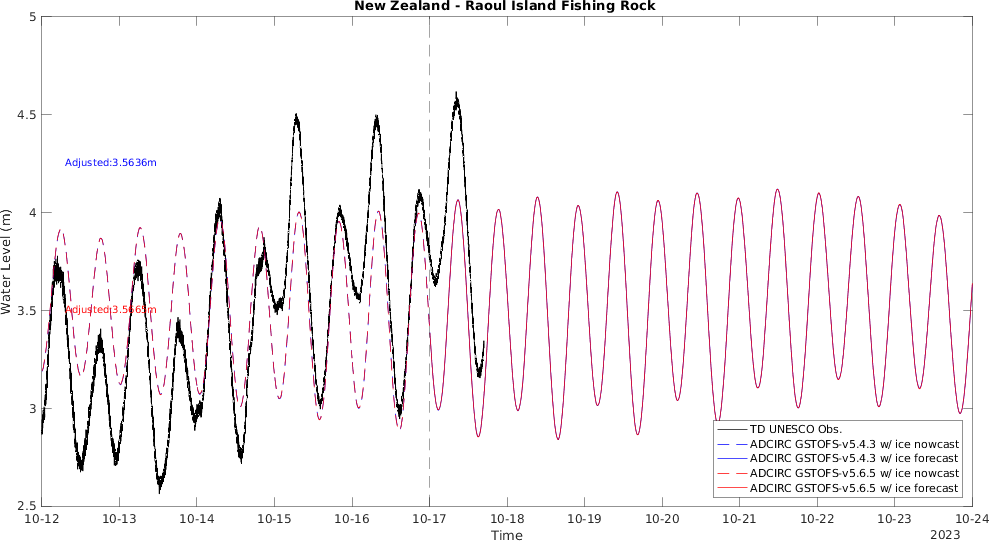 New Zealand - Raoul Island Fishing Rock
5
4.5
4
3.5
3
2.5
Water Level (m)
Adjusted:3.5636m
Adjusted:3.5665m
TD UNESCO Obs.
ADCIRC GSTOFS-v5.4.3 w/ ice nowcast
ADCIRC GSTOFS-v5.4.3 w/ ice forecast
ADCIRC GSTOFS-v5.6.5 w/ ice nowcast
ADCIRC GSTOFS-v5.6.5 w/ ice forecast
10-12 10-13 10-14 10-15 10-16 10-17 10-18 10-19 10-20 10-21 10-22 10-23 10-24
Time
2023